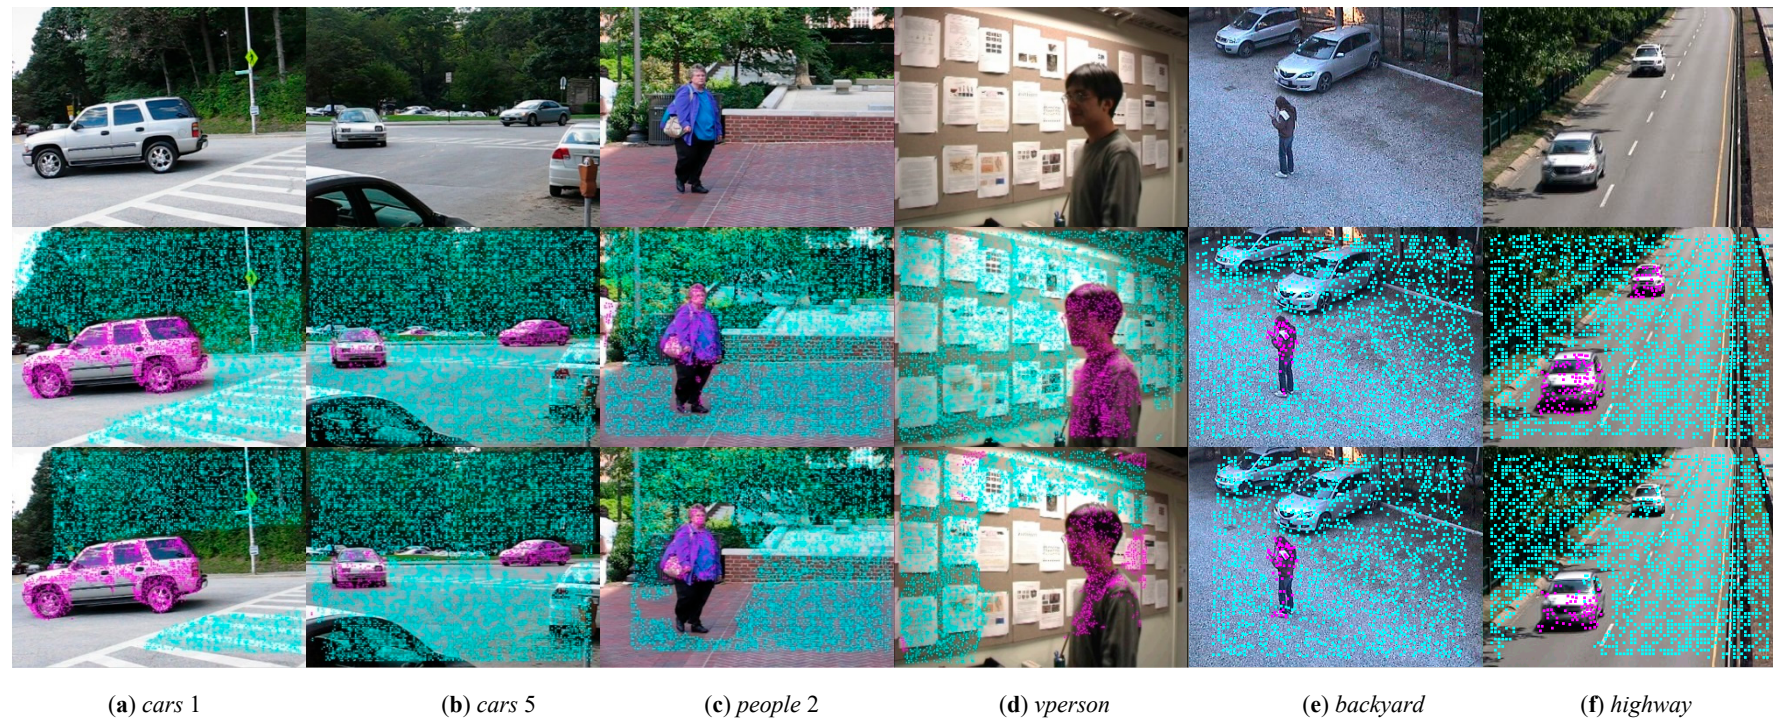 (a) cars 1
(b) cars 5
(c) people 2
(d) vperson
(e) backyard
(f) highway